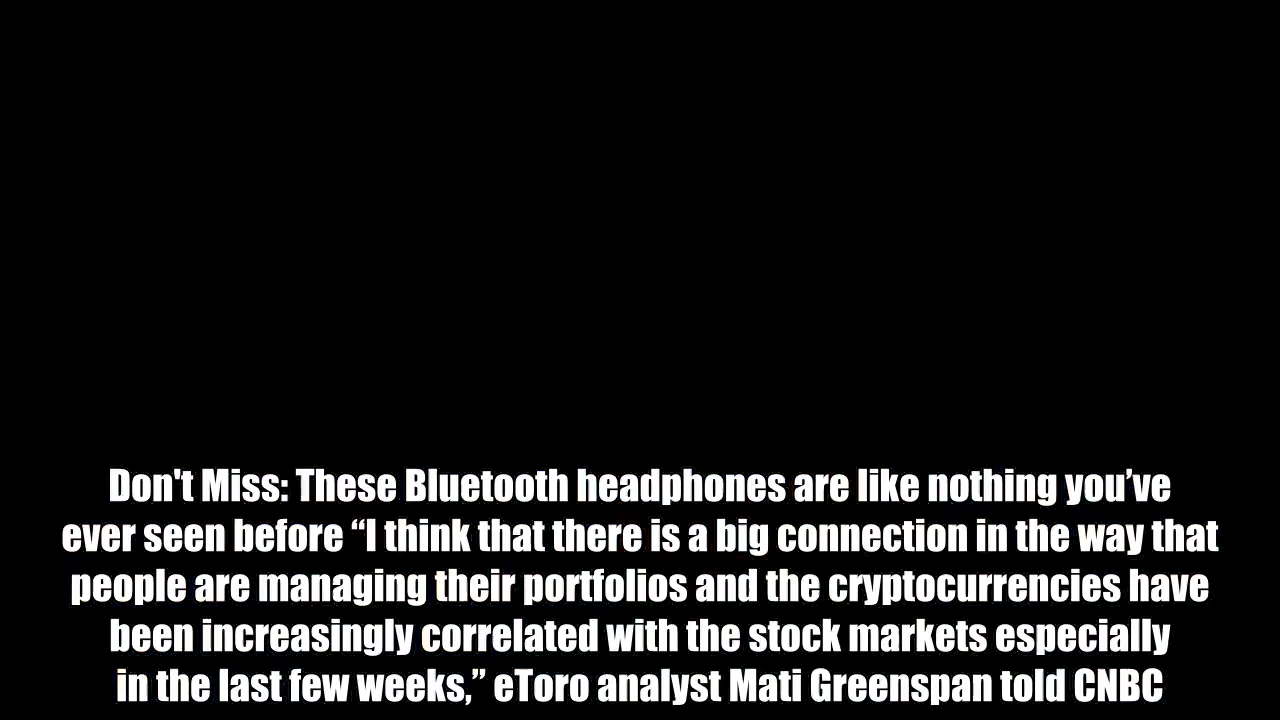 Don't Miss: These Bluetooth headphones are like nothing you’ve
ever seen before “I think that there is a big connection in the way that
people are managing their portfolios and the cryptocurrencies have
been increasingly correlated with the stock markets especially
in the last few weeks,” eToro analyst Mati Greenspan told CNBC